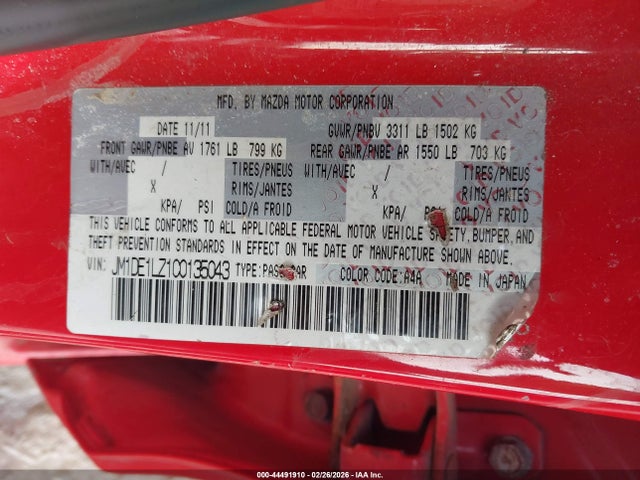 MFD. BY MAZDA MOTOR CORPORATION
DATE 11/11 GVWR/PNBV 3311 LB 1502 KG
FRONT GAWR/PNBE AV 1761 LB 799 KG REAR GAWR/PNBE AR 1550 LB 703 KG
WITH/AVEC / TIRES/PNEUS WITH/AVEC / TIRES/PNEUS
X RIMS/JANTES X RIMS/JANTES
KPA/ PSI COLD/A FROID KPA/ PSI COLD/A FROID
THIS VEHICLE CONFORMS TO ALL APPLICABLE FEDERAL MOTOR VEHICLE SAFETY, BUMPER, AND
THEFT PREVENTION STANDARDS IN EFFECT ON THE DATE OF MANUFACTURE SHOWN ABOVE.
VIN: JM1DE1LZ1C0135043 TYPE:PASS CAR COLOR CODE:A4A MADE IN JAPAN
000-44491910 - 02/26/2026 - IAA Inc.